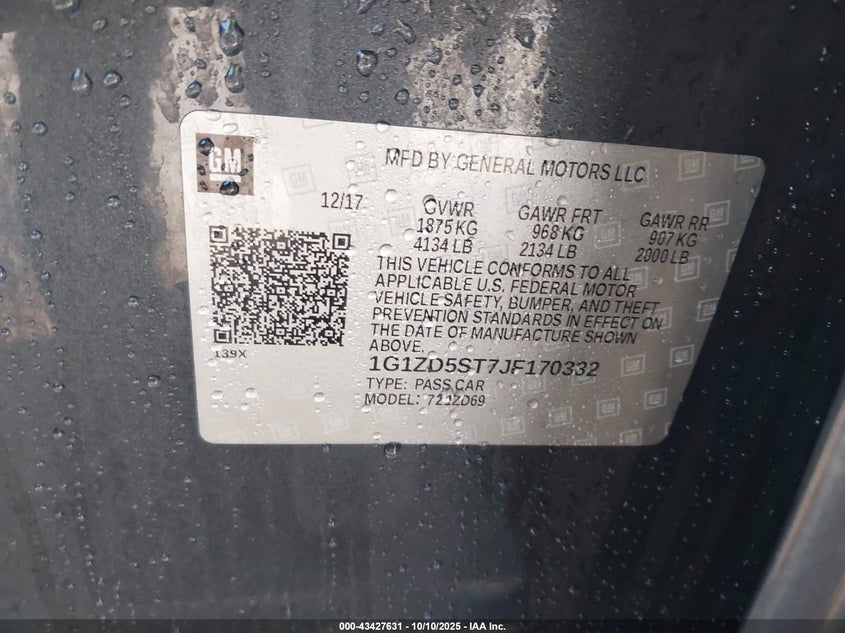 GM
MFD BY GENERAL MOTORS LLC
12/17
GVWR
1875 KG
4134 LB
GAWR FRT
968 KG
2134 LB
GAWR RR
907 KG
2000 LB
THIS VEHICLE CONFORMS TO ALL
APPLICABLE U.S. FEDERAL MOTOR
VEHICLE SAFETY, BUMPER, AND THEFT
PREVENTION STANDARDS IN EFFECT ON
THE DATE OF MANUFACTURE SHOWN
ABOVE.
139X
1G1ZD5ST7JF170332
TYPE: PASS CAR
MODEL:
000-43427631 - 10/10/2025 - IAA Inc.